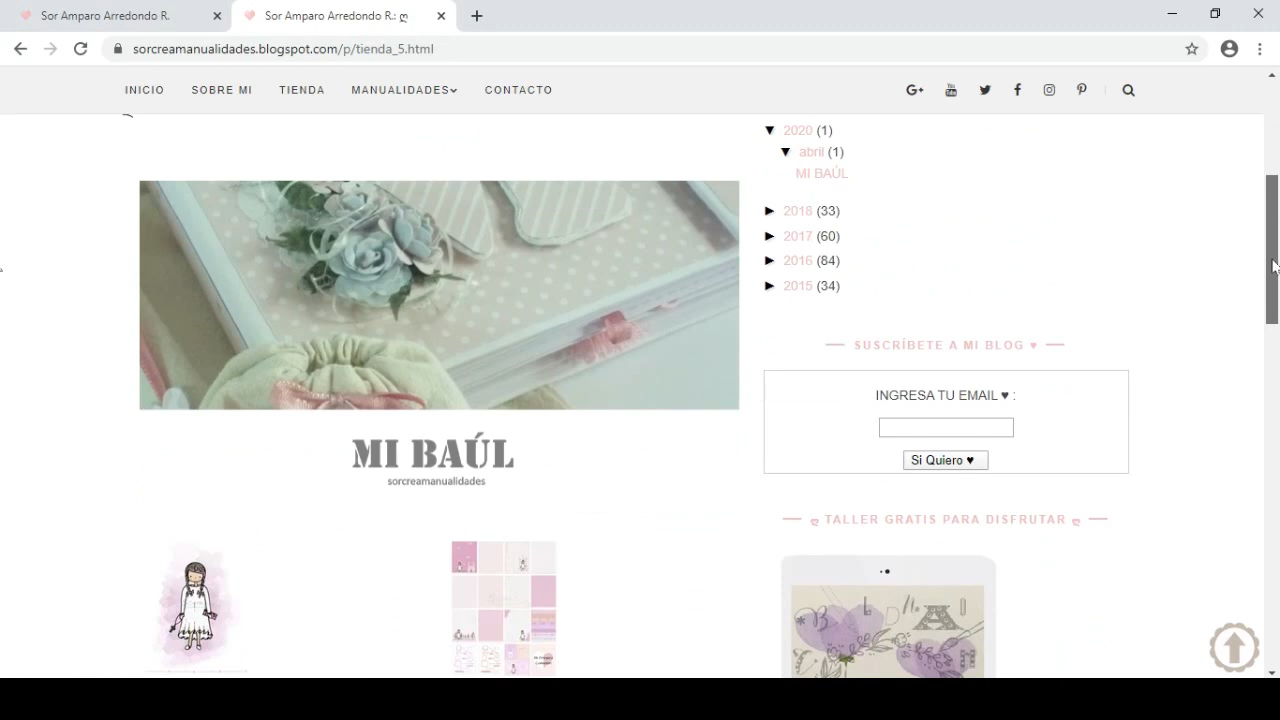 Sor Amparo Arredondo R.
Sor Amparo Arredondo R.: ღ
sorcreamanualidades.blogspot.com/p/tienda_5.html
INICIO SOBRE MI TIENDA MANUALIDADES CONTACTO
▼ 2020 (1)
▼ abril (1)
MI BAÚL
► 2018 (33)
► 2017 (60)
► 2016 (84)
► 2015 (34)
SUSCRÍBETE A MI BLOG ♥
INGRESA TU EMAIL ♥ :
Si Quiero ♥
MI BAÚL
sorcreamanualidades
ღ TALLER GRATIS PARA DISFRUTAR ღ